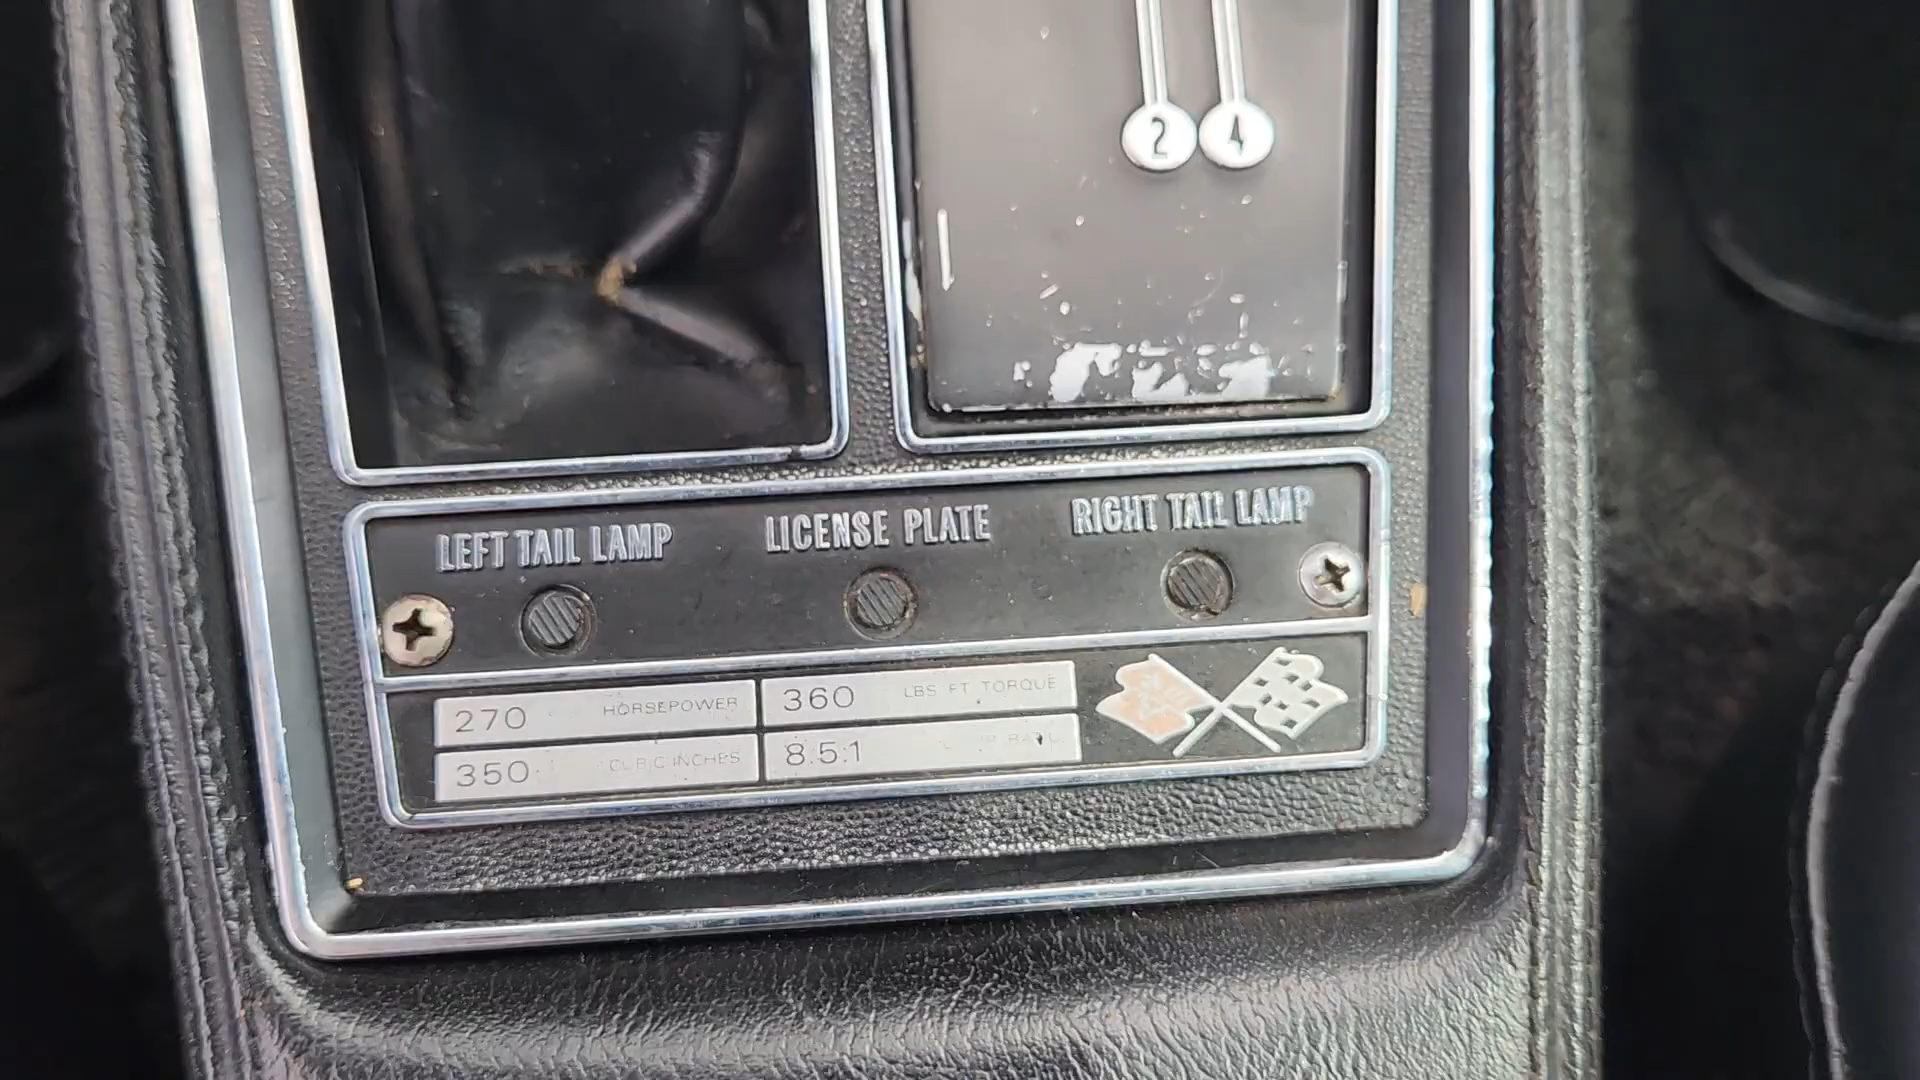 2 4
LEFT TAIL LAMP LICENSE PLATE RIGHT TAIL LAMP
270 HORSEPOWER 360 LBS FT TORQUE
350 CUBIC INCHES 8.5:1